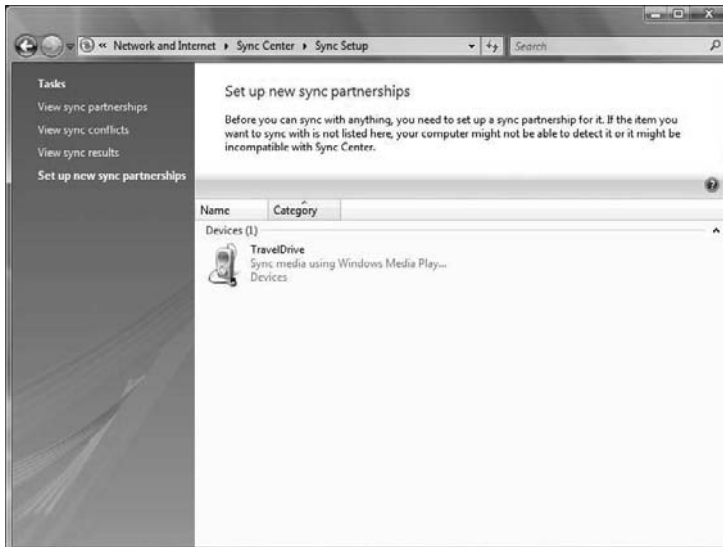 « Network and Internet ▸ Sync Center ▸ Sync Setup
Search
Tasks
View sync partnerships
View sync conflicts
View sync results
Set up new sync partnerships
Set up new sync partnerships
Before you can sync with anything, you need to set up a sync partnership for it. If the item you
want to sync with is not listed here, your computer might not be able to detect it or it might be
incompatible with Sync Center.
Name Category
Devices (1)
TravelDrive
Sync media using Windows Media Play...
Devices